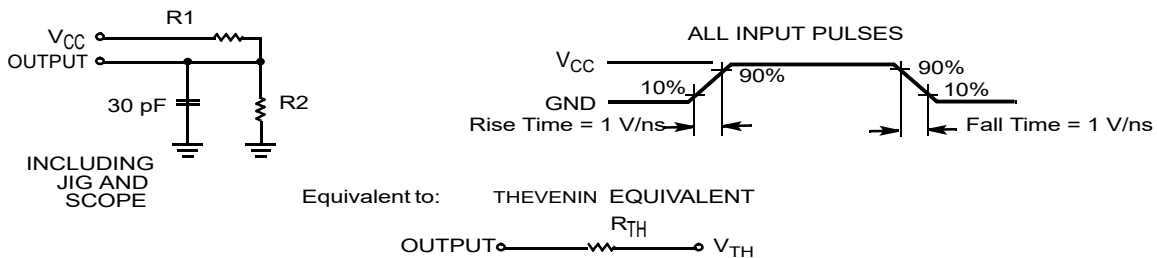 R1
VCC
OUTPUT
30 pF
R2
INCLUDING
JIG AND
SCOPE
ALL INPUT PULSES
VCC
GND
10%
90%
90%
10%
Rise Time = 1 V/ns
Fall Time = 1 V/ns
Equivalent to: THEVENIN EQUIVALENT
RTH
OUTPUT
VTH